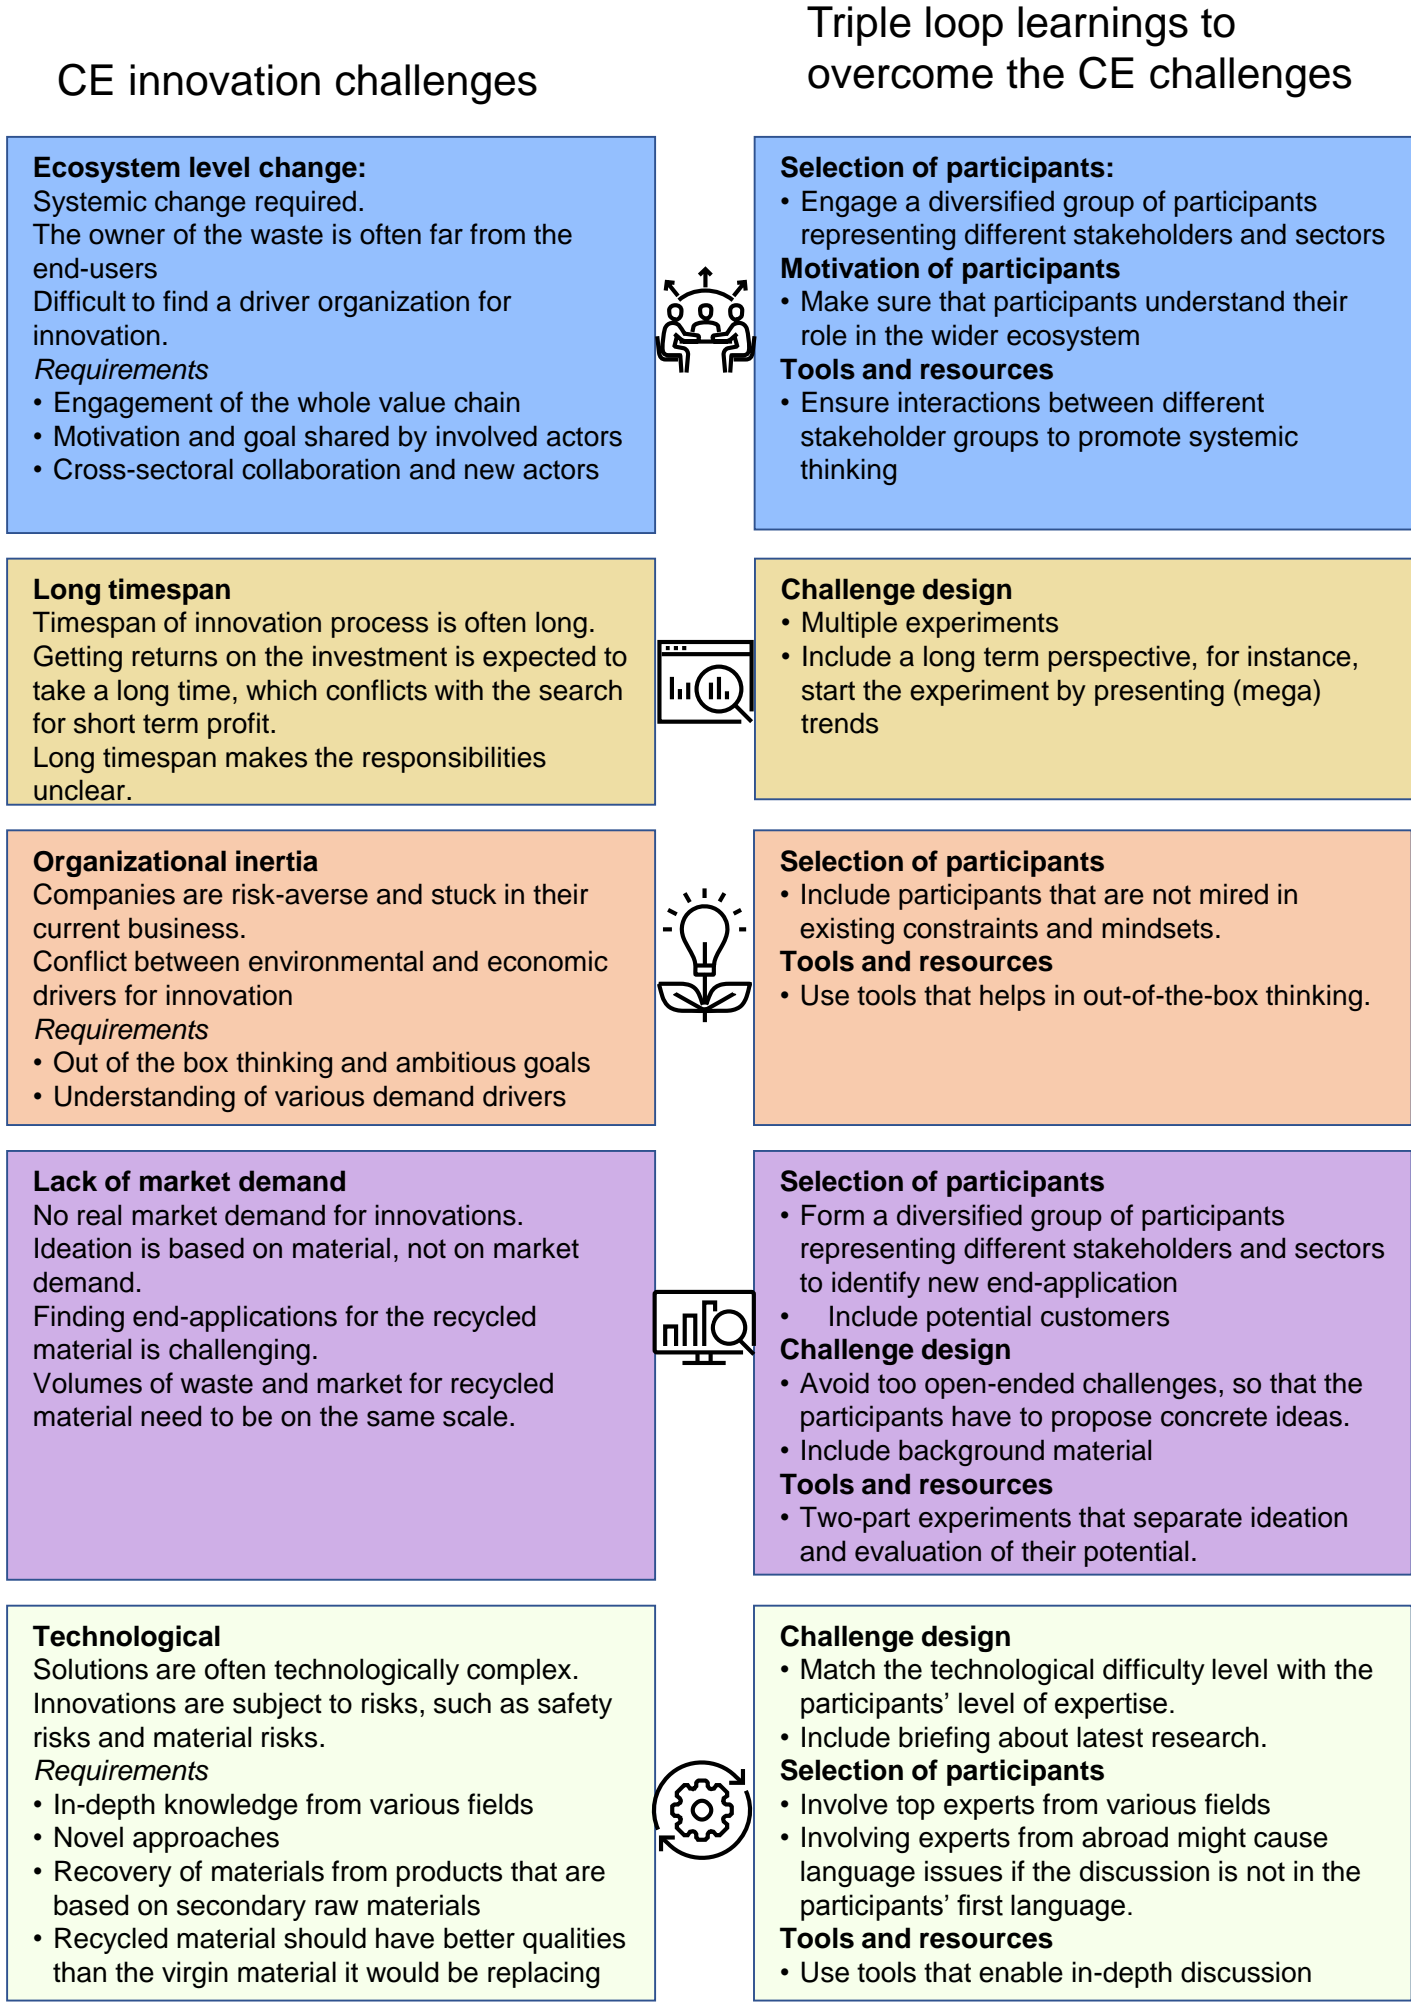 CE innovation challenges
Triple loop learnings to
overcome the CE challenges
Ecosystem level change:
Systemic change required.
The owner of the waste is often far from the
end-users
Difficult to find a driver organization for
innovation.
Requirements
• Engagement of the whole value chain
• Motivation and goal shared by involved actors
• Cross-sectoral collaboration and new actors
Selection of participants:
• Engage a diversified group of participants
representing different stakeholders and sectors
Motivation of participants
• Make sure that participants understand their
role in the wider ecosystem
Tools and resources
• Ensure interactions between different
stakeholder groups to promote systemic
thinking
Long timespan
Timespan of innovation process is often long.
Getting returns on the investment is expected to
take a long time, which conflicts with the search
for short term profit.
Long timespan makes the responsibilities
unclear.
Challenge design
• Multiple experiments
• Include a long term perspective, for instance,
start the experiment by presenting (mega)
trends
Organizational inertia
Companies are risk-averse and stuck in their
current business.
Conflict between environmental and economic
drivers for innovation
Requirements
• Out of the box thinking and ambitious goals
• Understanding of various demand drivers
Selection of participants
• Include participants that are not mired in
existing constraints and mindsets.
Tools and resources
• Use tools that helps in out-of-the-box thinking.
Lack of market demand
No real market demand for innovations.
Ideation is based on material, not on market
demand.
Finding end-applications for the recycled
material is challenging.
Volumes of waste and market for recycled
material need to be on the same scale.
Selection of participants
• Form a diversified group of participants
representing different stakeholders and sectors
to identify new end-application
• Include potential customers
Challenge design
• Avoid too open-ended challenges, so that the
participants have to propose concrete ideas.
• Include background material
Tools and resources
• Two-part experiments that separate ideation
and evaluation of their potential.
Technological
Solutions are often technologically complex.
Innovations are subject to risks, such as safety
risks and material risks.
Requirements
• In-depth knowledge from various fields
• Novel approaches
• Recovery of materials from products that are
based on secondary raw materials
• Recycled material should have better qualities
than the virgin material it would be replacing
Challenge design
• Match the technological difficulty level with the
participants’ level of expertise.
• Include briefing about latest research.
Selection of participants
• Involve top experts from various fields
• Involving experts from abroad might cause
language issues if the discussion is not in the
participants’ first language.
Tools and resources
• Use tools that enable in-depth discussion